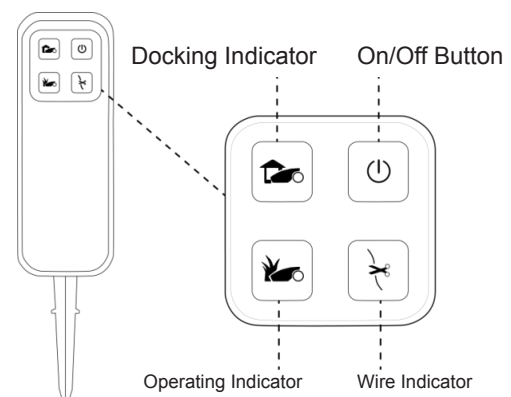 Docking Indicator
On/Off Button
Operating Indicator
Wire Indicator